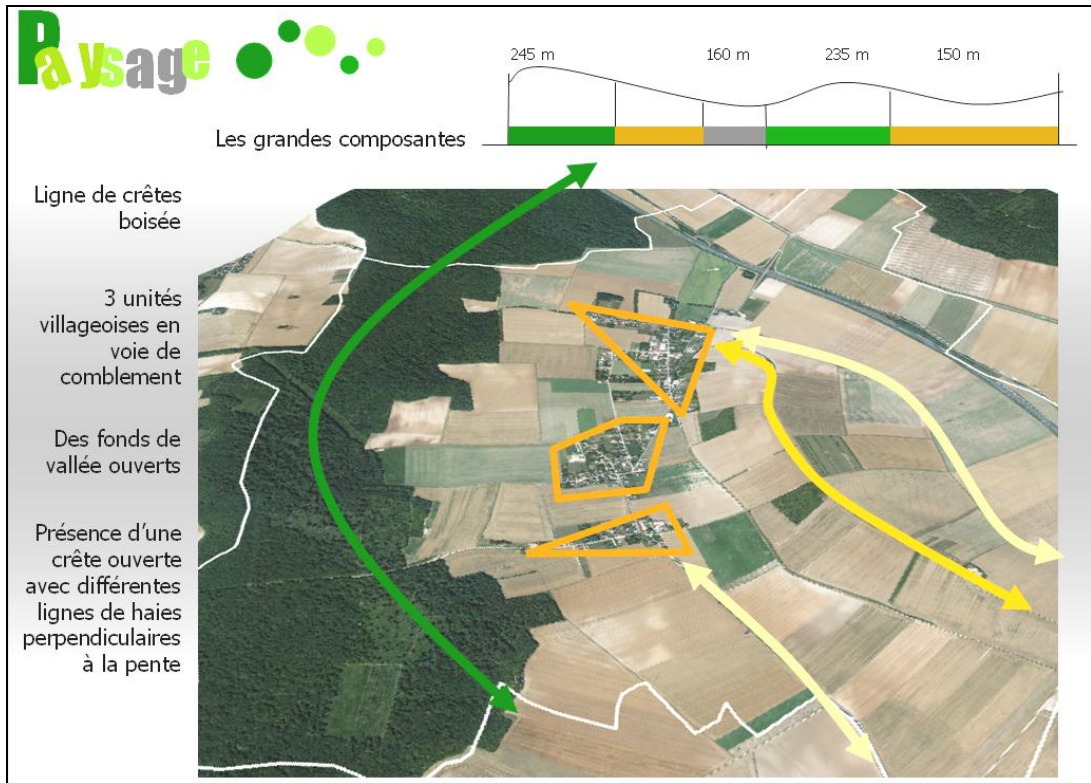 Paysage
245 m 160 m 235 m 150 m
Les grandes composantes
Ligne de crêtes
boisée
3 unités
villageoises en
voie de
comblement
Des fonds de
vallée ouverts
Présence d'une
crête ouverte
avec différentes
lignes de haies
perpendiculaires
à la pente